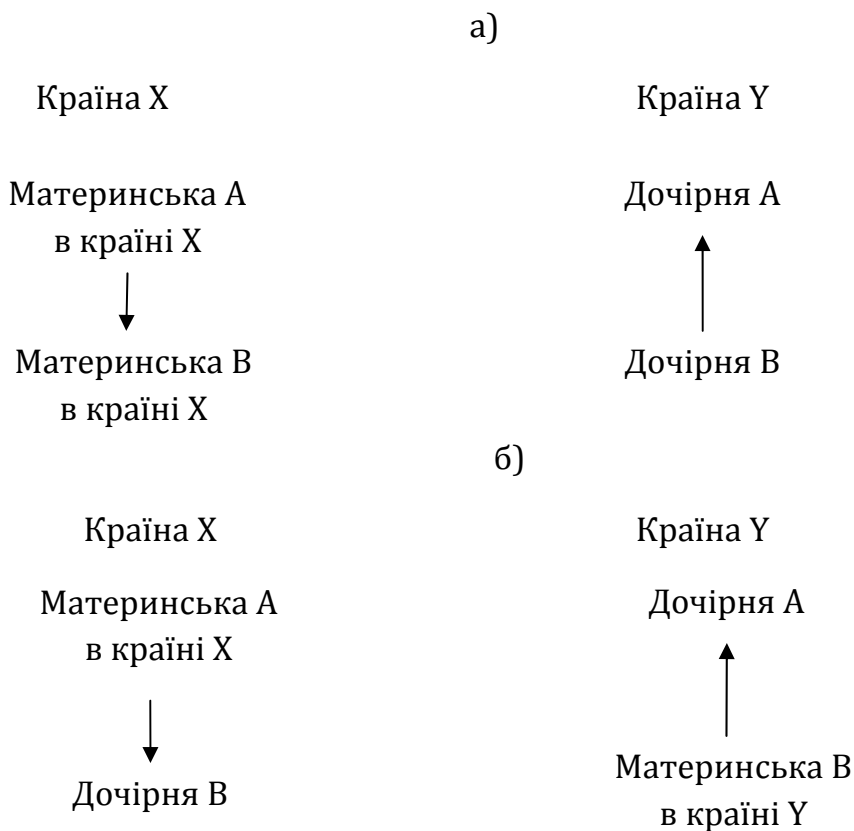 а)
Країна X
Країна Y
Материнська А
в країні X
Дочірня А
Материнська В
в країні X
Дочірня В
б)
Країна X
Країна Y
Материнська А
в країні X
Дочірня А
Дочірня В
Материнська В
в країні Y